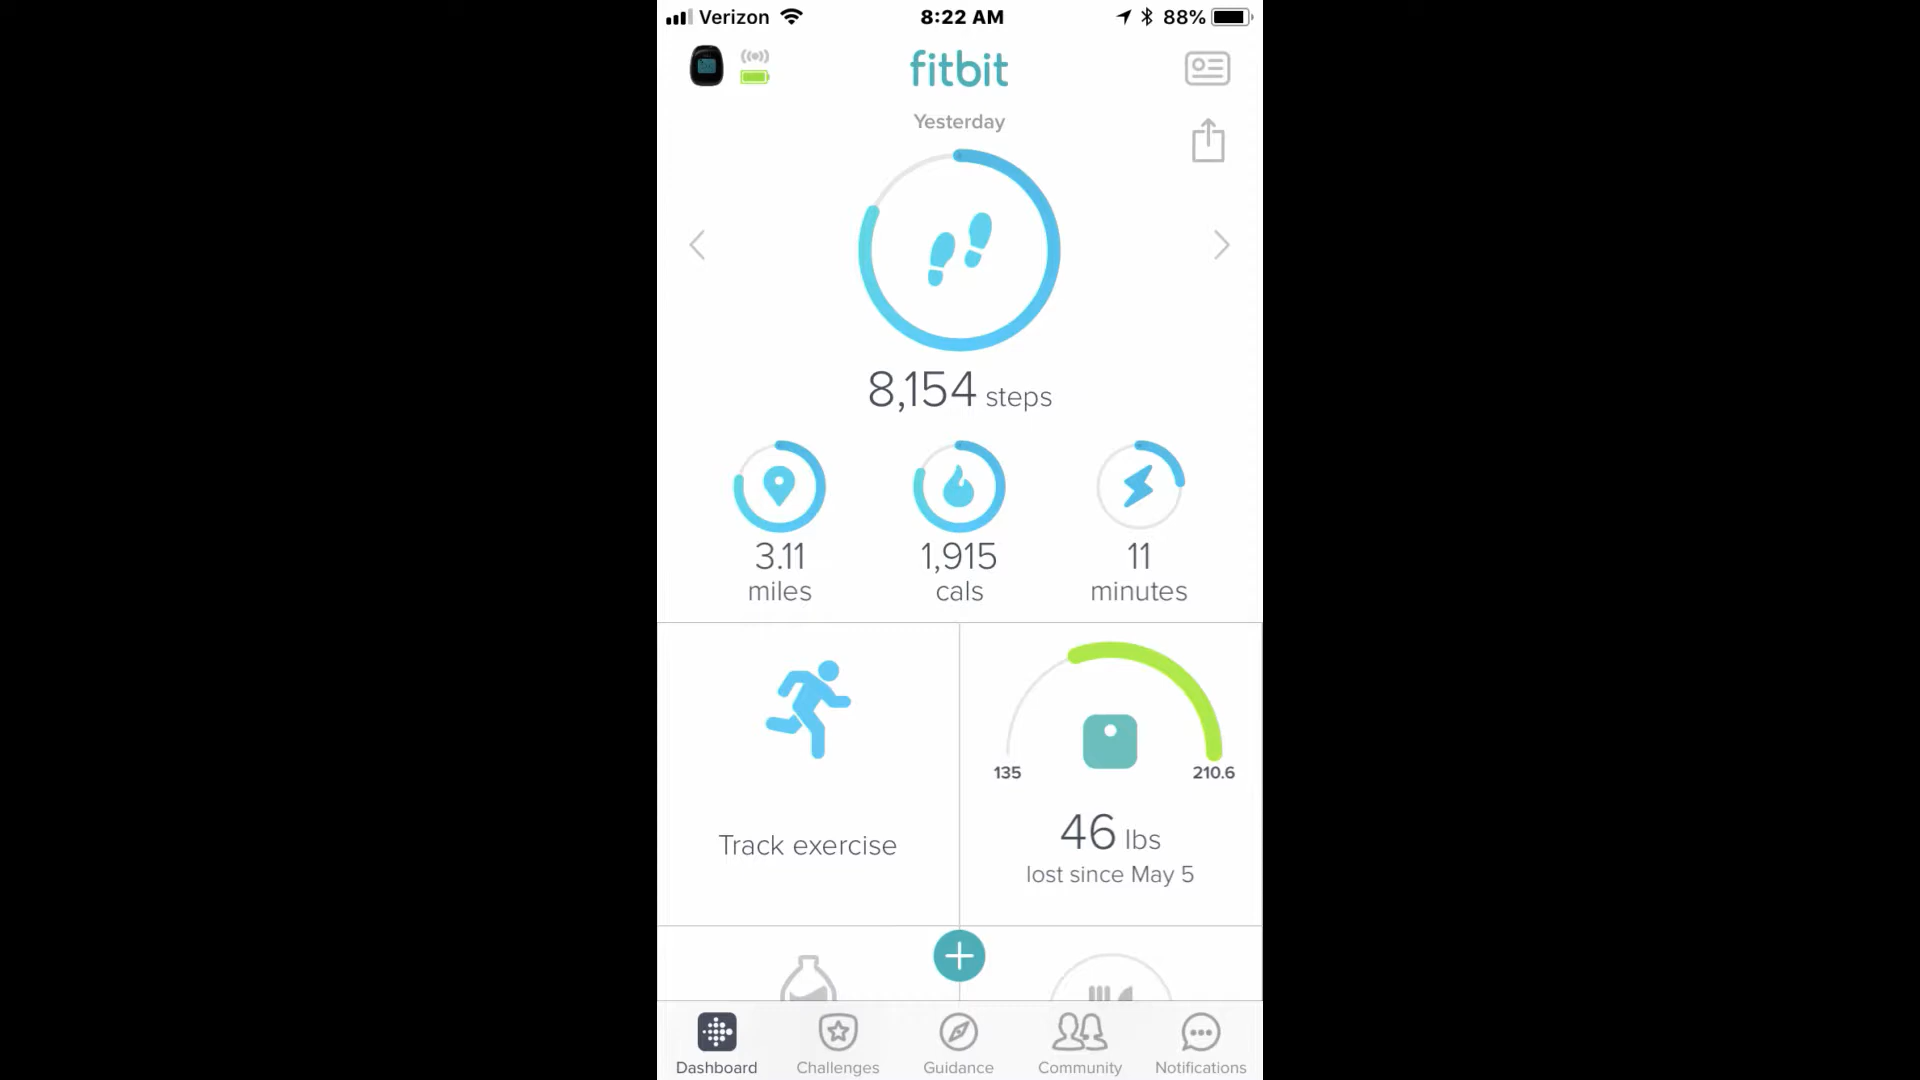 Verizon 8:22 AM 88%
fitbit
Yesterday
8,154 steps
3.11 1,915 11
miles cals minutes
135 210.6
46 lbs
Track exercise
lost since May 5
Dashboard Challenges Guidance Community Notifications